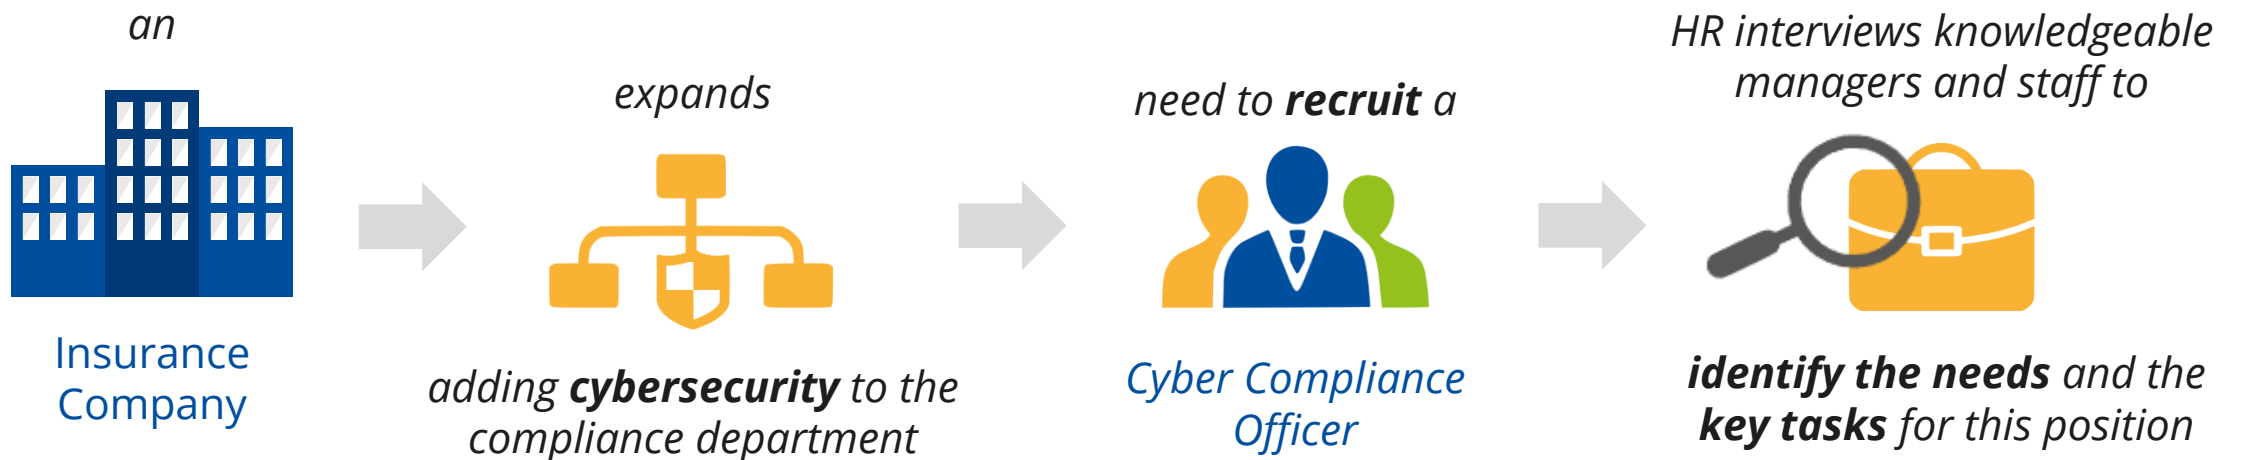 an
Insurance
Company
expands
adding cybersecurity to the
compliance department
need to recruit a
Cyber Compliance
Officer
HR interviews knowledgeable
managers and staff to
identify the needs and the
key tasks for this position